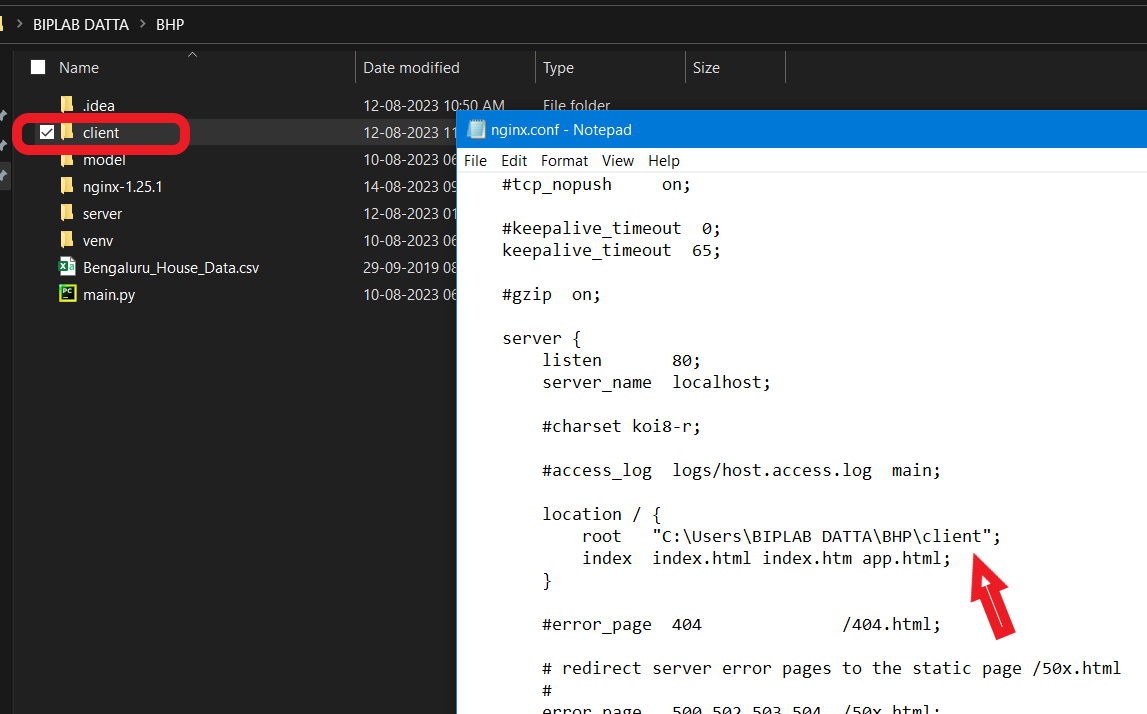 BIPLAB DATTA > BHP
Name Date modified Type Size
.idea 12-08-2023 10:50 AM File folder
client 12-08-2023 11
model 10-08-2023 06
nginx-1.25.1 14-08-2023 09
server 12-08-2023 01
venv 10-08-2023 06
Bengaluru_House_Data.csv 29-09-2019 08
main.py 10-08-2023 06
nginx.conf - Notepad
File Edit Format View Help
#tcp_nopush on;
#keepalive_timeout 0;
keepalive_timeout 65;
#gzip on;
server {
listen 80;
server_name localhost;
#charset koi8-r;
#access_log logs/host.access.log main;
location / {
root "C:\Users\BIPLAB DATTA\BHP\client";
index index.html index.htm app.html;
}
#error_page 404 /404.html;
# redirect server error pages to the static page /50x.html
#
error_page 500 502 503 504 /50x.html;